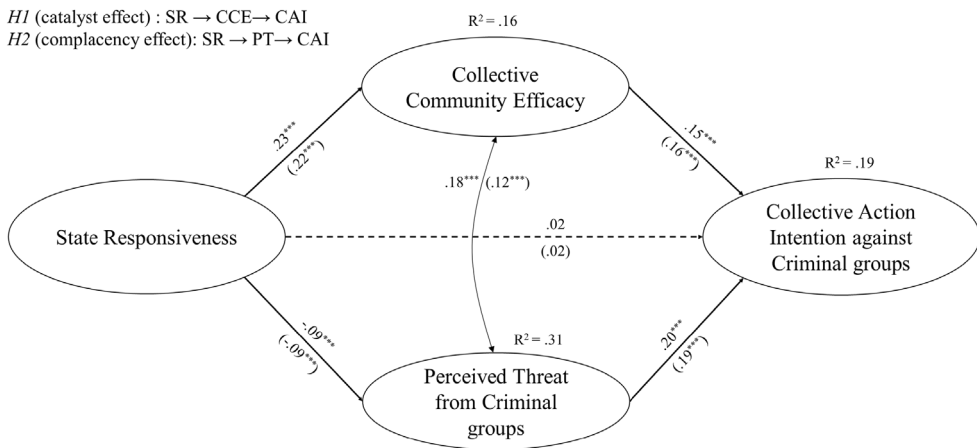 H1 (catalyst effect) : SR → CCE→ CAI
H2 (complacency effect): SR → PT→ CAI
R² = .16
Collective
Community Efficacy
.23***
(.22***)
.15***
(.16***)
R² = .19
.18*** (.12***)
State Responsiveness
.02
(.02)
Collective Action
Intention against
Criminal groups
-.09***
(-.09***)
R² = .31
.20***
(.19***)
Perceived Threat
from Criminal
groups